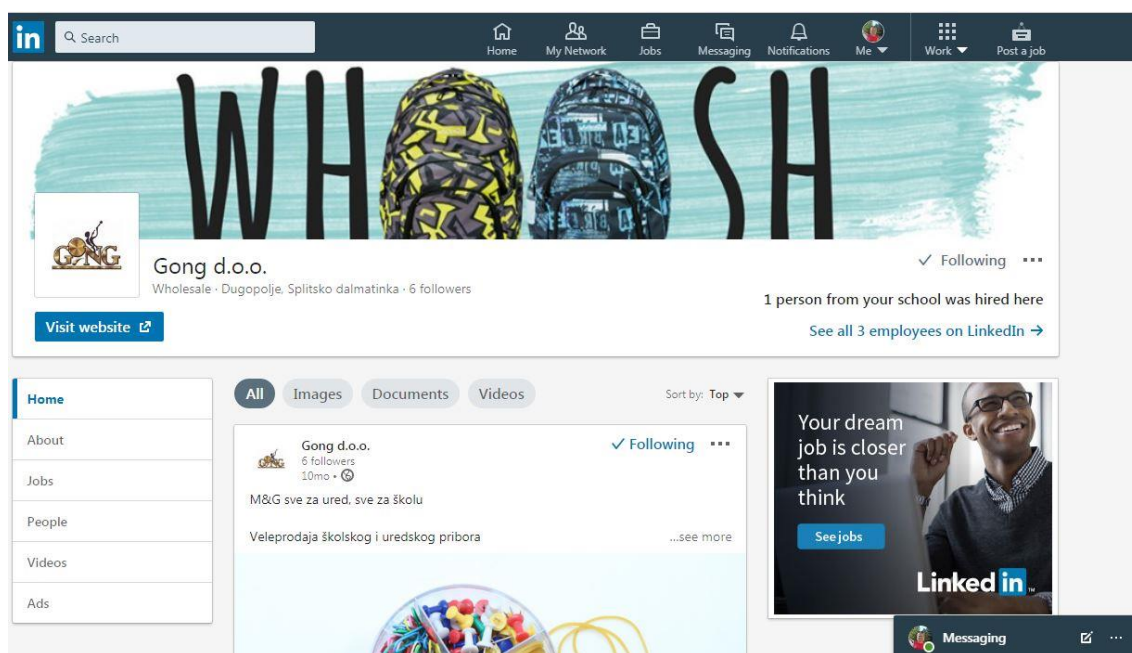 in Search
Home My Network Jobs Messaging Notifications Me Work Post a job
WHOOSH
GONG
Gong d.o.o.
Wholesale · Dugopolje, Splitsko dalmatinka · 6 followers
Visit website
✓ Following ...
1 person from your school was hired here
See all 3 employees on LinkedIn →
Home
About
Jobs
People
Videos
Ads
All Images Documents Videos
Sort by: Top
GONG
Gong d.o.o.
6 followers
10mo •
✓ Following ...
M&G sve za ured, sve za školu
Veleprodaja školskog i uredskog pribora
...see more
Your dream
job is closer
than you
think
See jobs
Linked in
Messaging ...